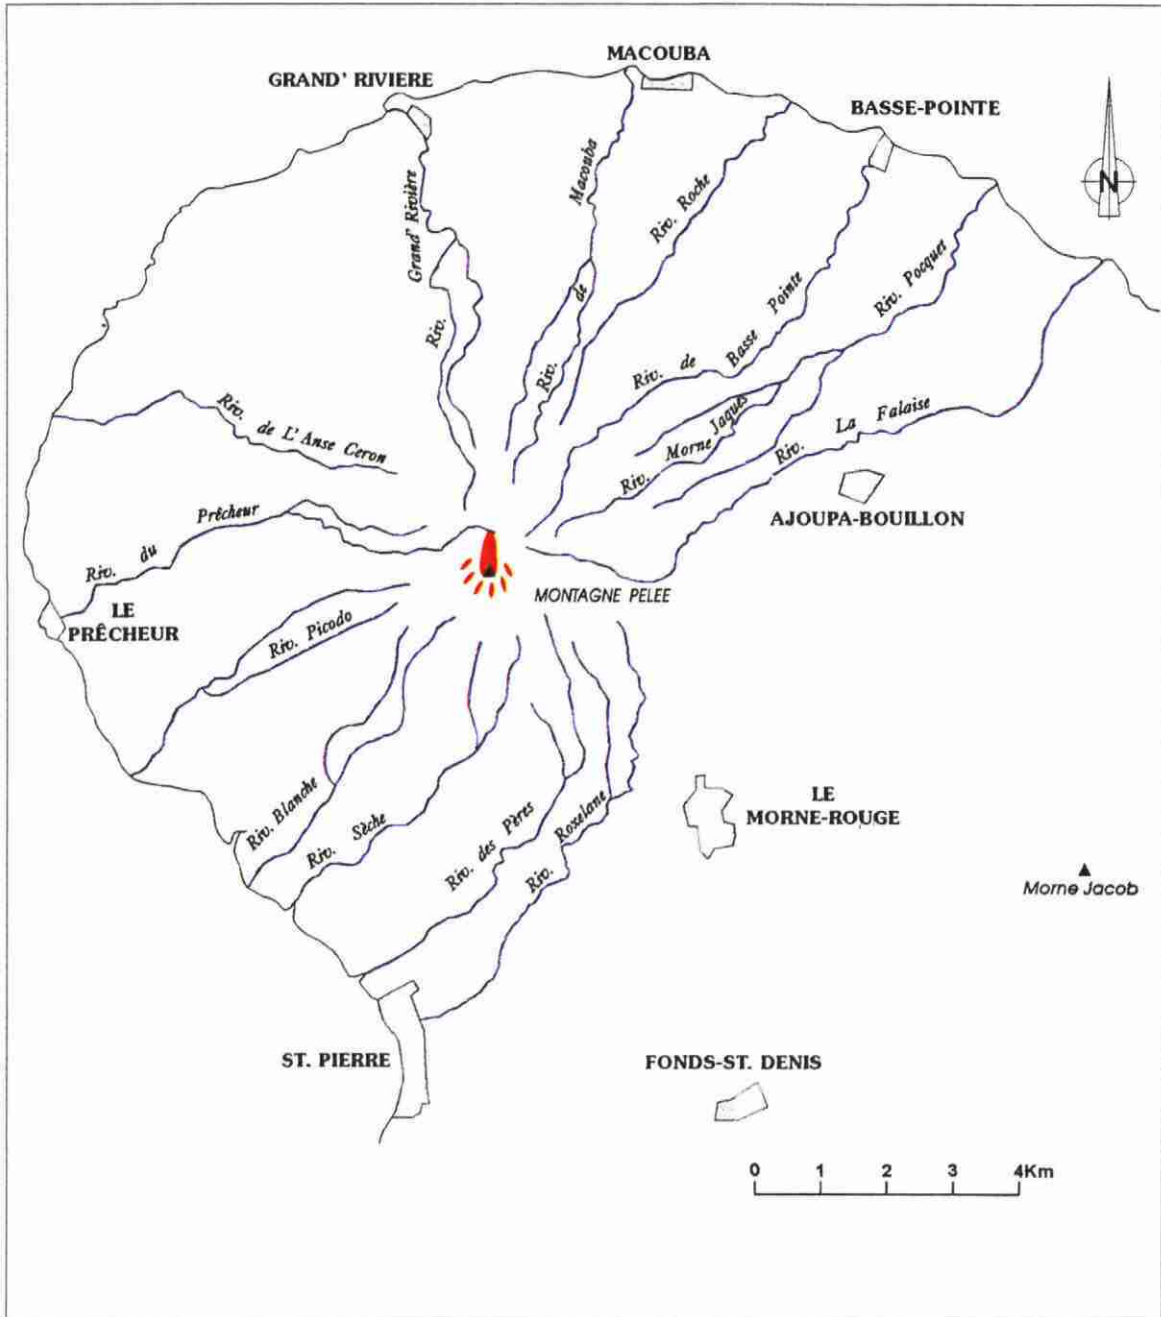 MACOUBA
GRAND' RIVIERE
BASSE-POINTE
N
Riv. Grand' Rivière
Riv. de Macouba
Riv. Roche
Riv. de Basse Pointe
Riv. Pocquet
Riv. Morne Jaques
Riv. La Falaise
Riv. de L'Anse Ceron
AJOUPA-BOUILLON
Riv. du Prêcheur
MONTAGNE PELEE
LE
PRÊCHEUR
Riv. Picodo
Riv. Blanche
Riv. Sèche
Riv. des Pères
Riv. Roxelane
LE
MORNE-ROUGE
Morne Jacob
ST. PIERRE
FONDS-ST. DENIS
0 1 2 3 4Km